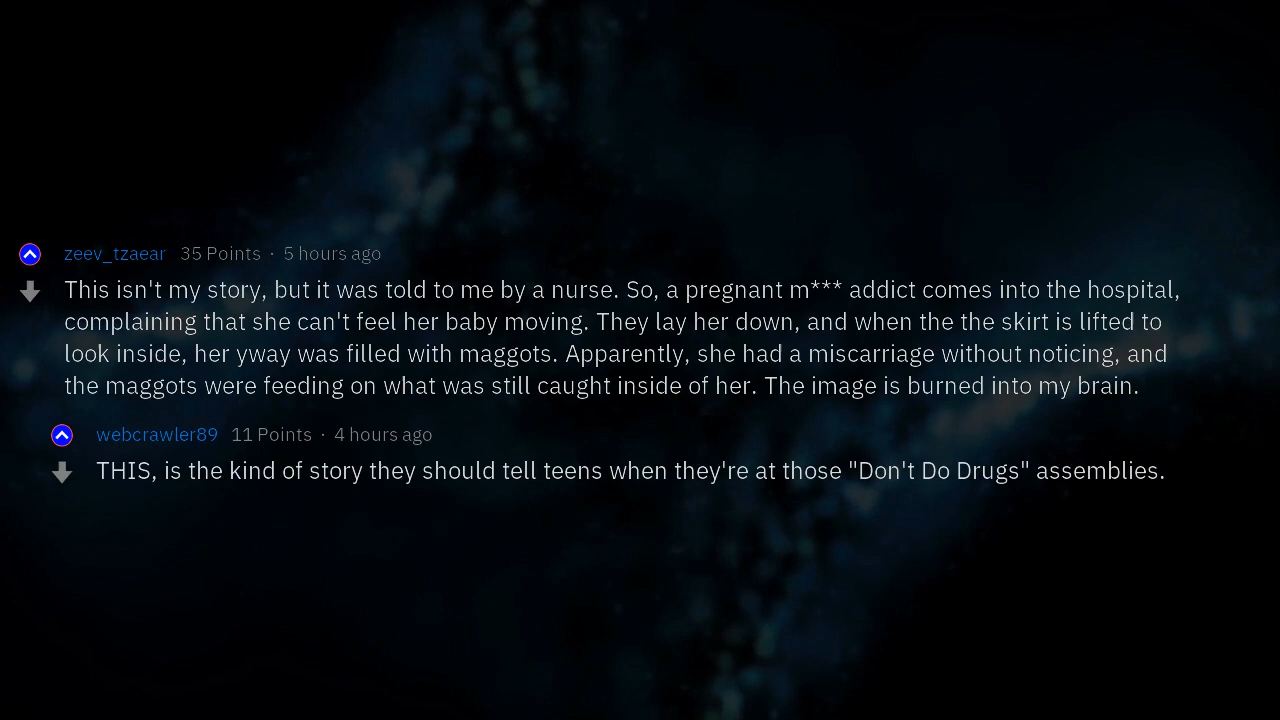 zeev_tzaear 35 Points · 5 hours ago
This isn't my story, but it was told to me by a nurse. So, a pregnant m*** addict comes into the hospital,
complaining that she can't feel her baby moving. They lay her down, and when the the skirt is lifted to
look inside, her yway was filled with maggots. Apparently, she had a miscarriage without noticing, and
the maggots were feeding on what was still caught inside of her. The image is burned into my brain.
webcrawler89 11 Points · 4 hours ago
THIS, is the kind of story they should tell teens when they're at those "Don't Do Drugs" assemblies.